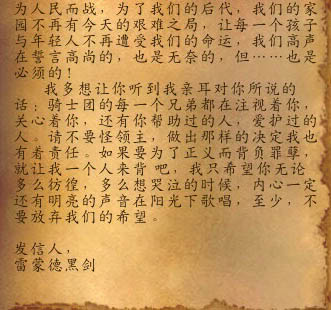 为人民而战，为了我们的后代，我们的家
园不再有今天的艰难之局，让每一个孩子
与年轻人不再遭受我们的命运，我们高声
在誓言高尚的，也是无奈的，但……也是
必须的！
我多想让你听到我亲耳对你所说的
话；骑士团的每一个兄弟都在注视着你，
关心着你，还有你帮助过的人，爱护过的
人。请不要怪领主，做出那样的决定我也
有着责任。如果要为了正义而背负罪孽，
就让我一个人来背 吧，我只希望你无论
多么彷徨，多么想哭泣的时候，内心一定
还有明亮的声音在阳光下歌唱，至少，不
要放弃我们的希望。
发信人，
雷蒙德黑剑